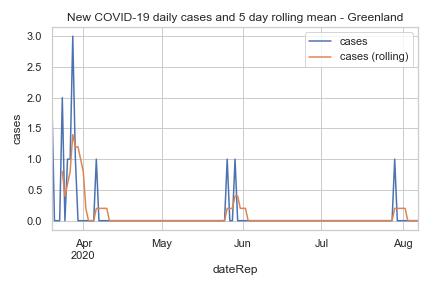 New COVID-19 daily cases and 5 day rolling mean - Greenland
cases
cases (rolling)
cases
3.0
2.5
2.0
1.5
1.0
0.5
0.0
Apr May Jun Jul Aug
2020
dateRep